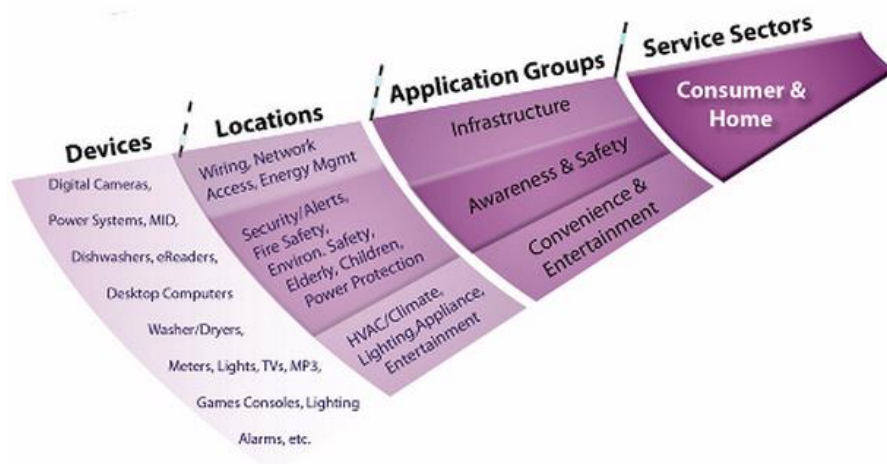 Devices
Locations
Application Groups
Service Sectors
Digital Cameras,
Power Systems, MID,
Dishwashers, eReaders,
Desktop Computers
Washer/Dryers,
Meters, Lights, TVs, MP3,
Games Consoles, Lighting
Alarms, etc.
Wiring, Network
Access, Energy Mgmt
Security/Alerts,
Fire Safety,
Environ. Safety,
Elderly, Children,
Power Protection
HVAC/Climate,
Lighting,Appliance,
Entertainment
Infrastructure
Awareness & Safety
Convenience &
Entertainment
Consumer &
Home